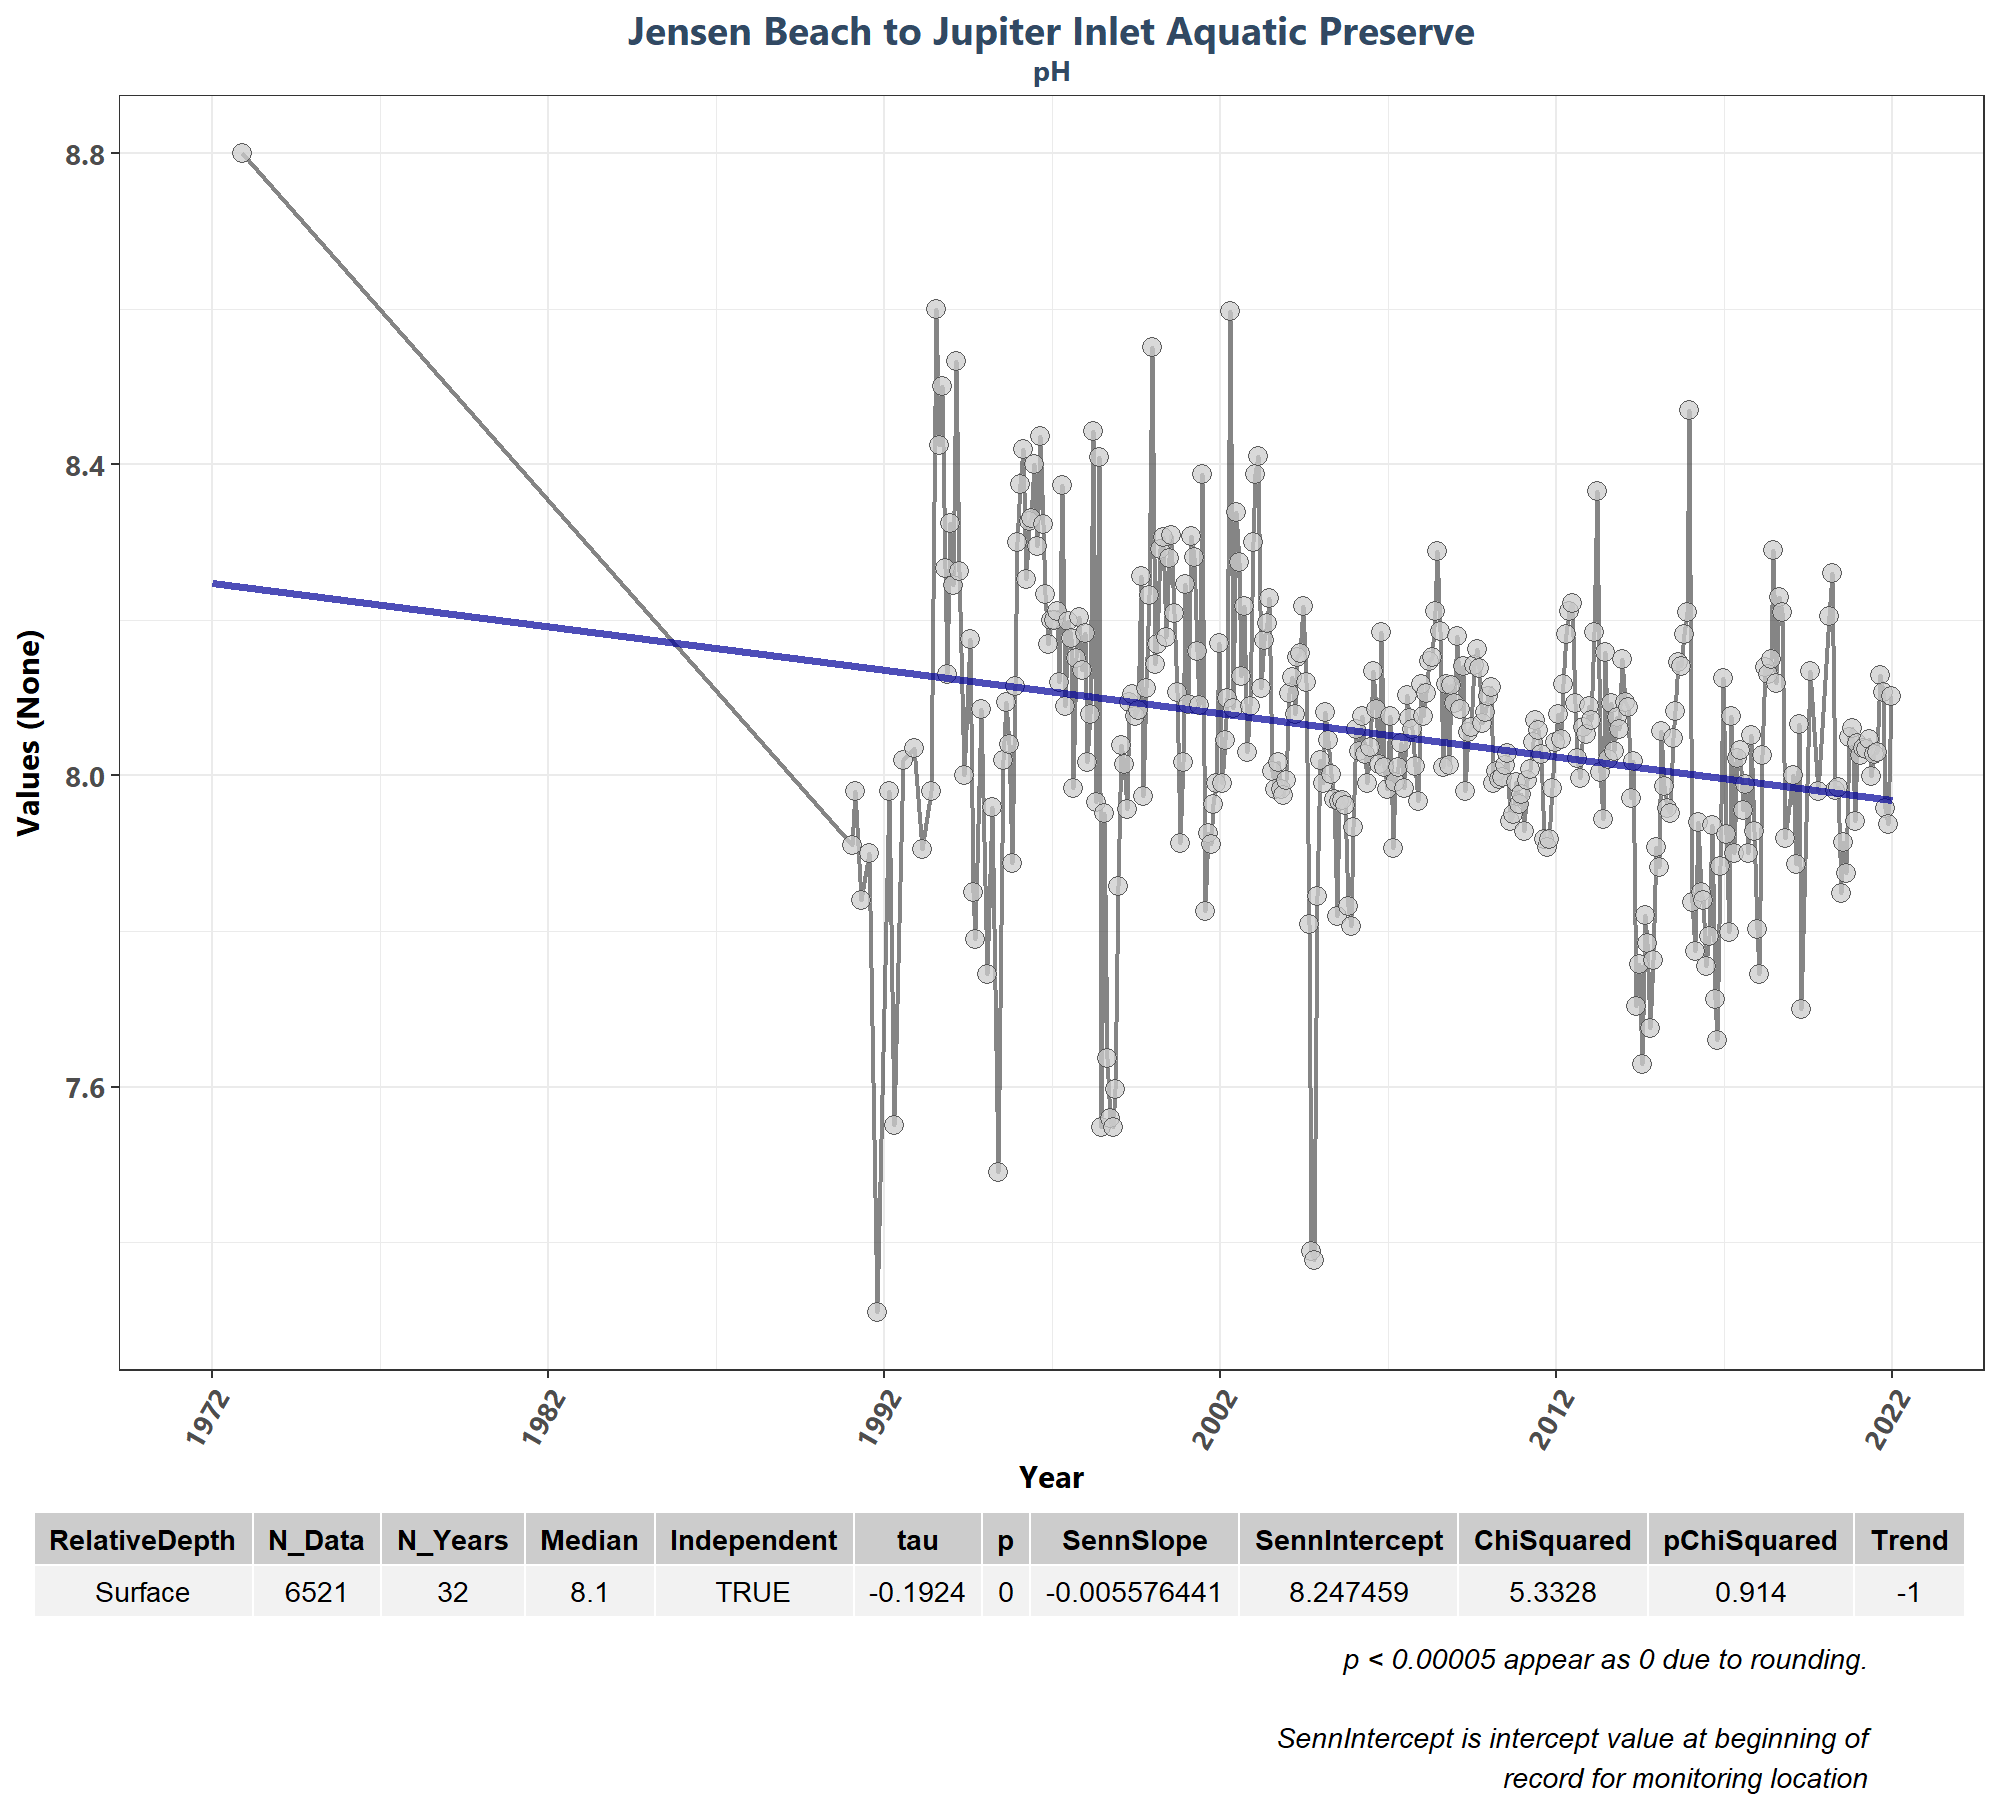 Jensen Beach to Jupiter Inlet Aquatic Preserve
pH
Values (None)
8.8
8.4
8.0
7.6
1972 1982 1992 2002 2012 2022
Year
RelativeDepth N_Data N_Years Median Independent tau p SennSlope SennIntercept ChiSquared pChiSquared Trend
Surface 6521 32 8.1 TRUE -0.1924 0 -0.005576441 8.247459 5.3328 0.914 -1
p < 0.00005 appear as 0 due to rounding.
SennIntercept is intercept value at beginning of
record for monitoring location